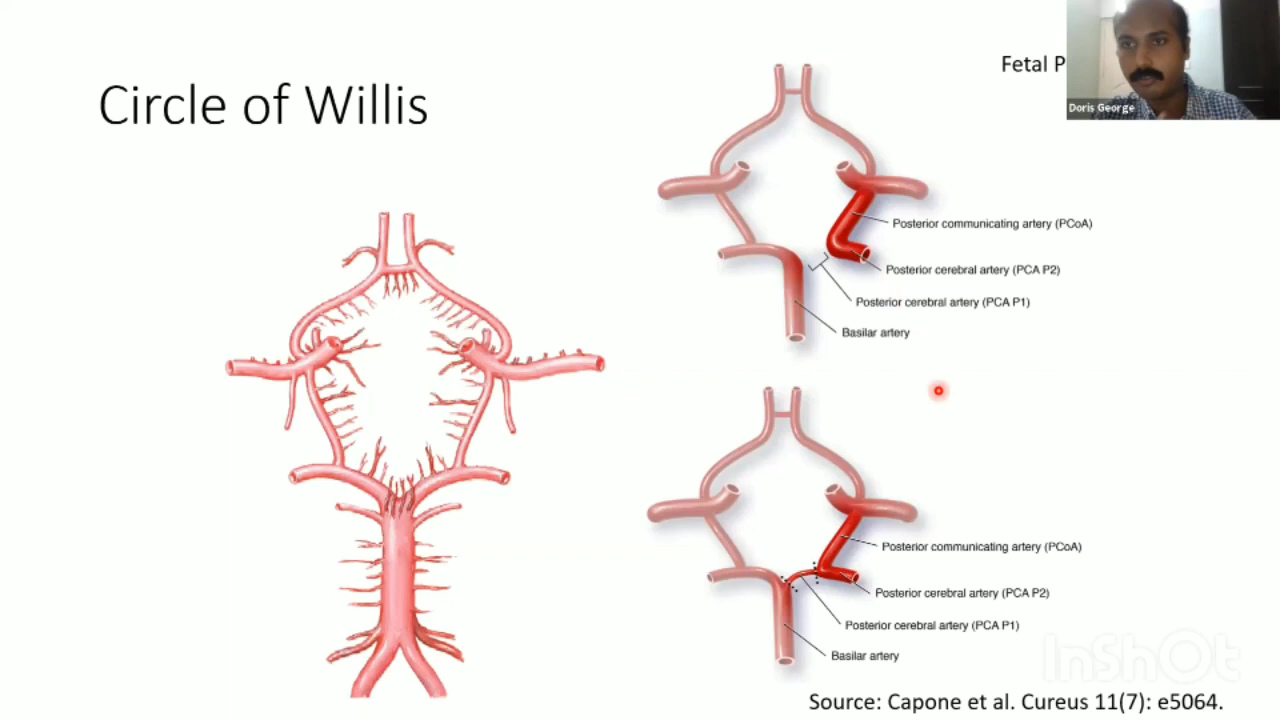 Circle of Willis
Fetal P
Doris George
Posterior communicating artery (PCoA)
Posterior cerebral artery (PCA P2)
Posterior cerebral artery (PCA P1)
Basilar artery
Posterior communicating artery (PCoA)
Posterior cerebral artery (PCA P2)
Posterior cerebral artery (PCA P1)
Basilar artery
InShOt
Source: Capone et al. Cureus 11(7): e5064.